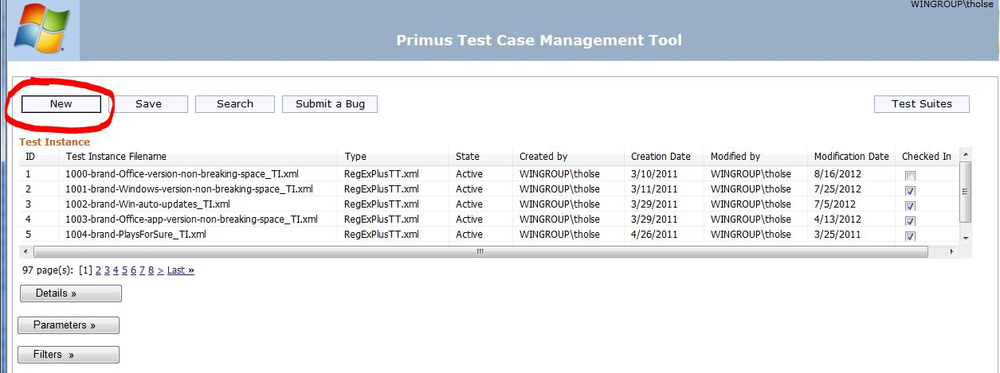 WINGROUP\tholse
Primus Test Case Management Tool
New Save Search Submit a Bug Test Suites
Test Instance
ID Test Instance Filename Type State Created by Creation Date Modified by Modification Date Checked In
1 1000-brand-Office-version-non-breaking-space_TI.xml RegExPlusTT.xml Active WINGROUP\tholse 3/10/2011 WINGROUP\tholse 8/16/2012
2 1001-brand-Windows-version-non-breaking-space_TI.xml RegExPlusTT.xml Active WINGROUP\tholse 3/11/2011 WINGROUP\tholse 7/25/2012
3 1002-brand-Win-auto-updates_TI.xml RegExPlusTT.xml Active WINGROUP\tholse 3/29/2011 WINGROUP\tholse 7/5/2012
4 1003-brand-Office-app-version-non-breaking-space_TI.xml RegExPlusTT.xml Active WINGROUP\tholse 3/29/2011 WINGROUP\tholse 4/13/2012
5 1004-brand-PlaysForSure_TI.xml RegExPlusTT.xml Active WINGROUP\tholse 4/26/2011 WINGROUP\tholse 3/25/2011
97 page(s): [1] 2 3 4 5 6 7 8 > Last »
Details »
Parameters »
Filters »